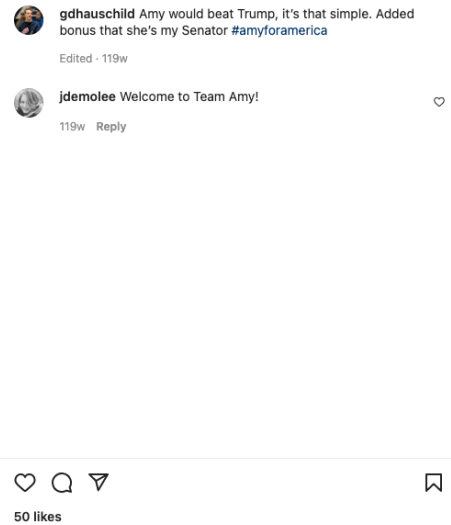 gdhauschild Amy would beat Trump, it's that simple. Added
bonus that she's my Senator #amyforamerica
Edited · 119w
jdemolee Welcome to Team Amy!
119w Reply
50 likes